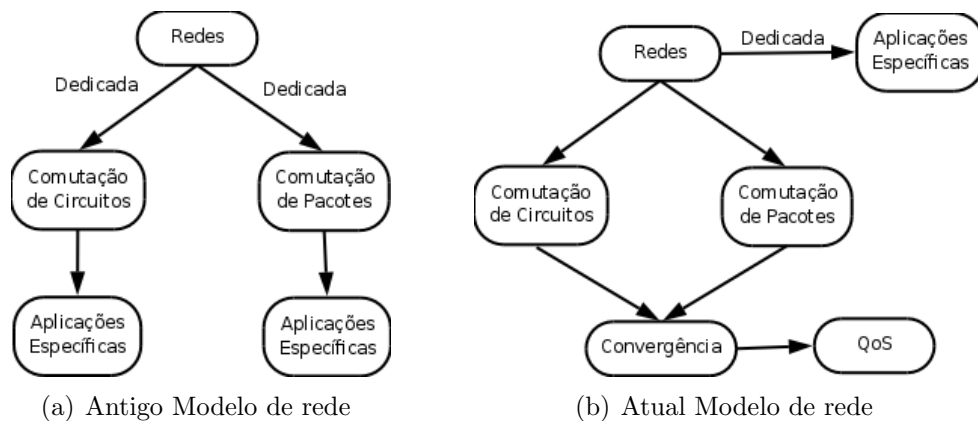 Redes
Dedicada
Dedicada
Comutação
de Circuitos
Comutação
de Pacotes
Aplicações
Específicas
Aplicações
Específicas
(a) Antigo Modelo de rede
Redes
Dedicada
Aplicações
Específicas
Comutação
de Circuitos
Comutação
de Pacotes
Convergência
QoS
(b) Atual Modelo de rede